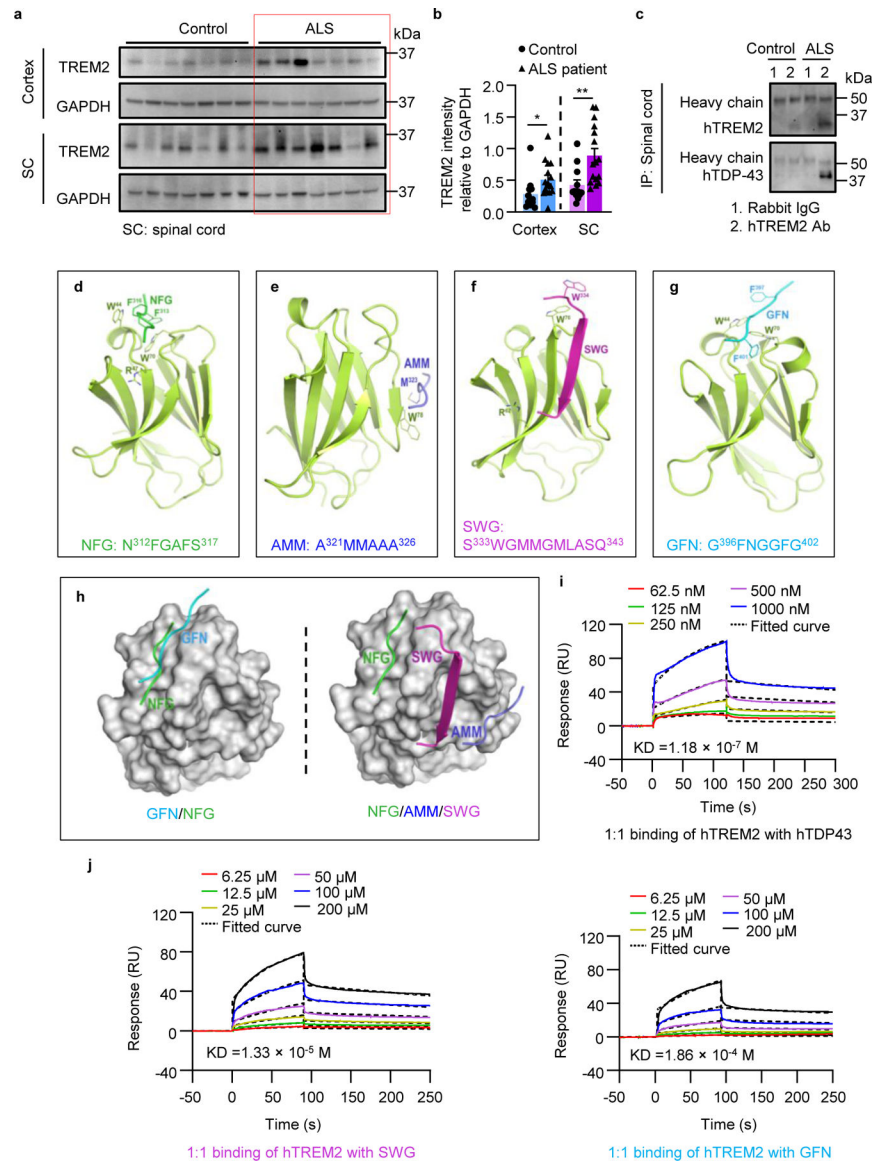 a
Control
ALS
kDa
Cortex
TREM2
37
GAPDH
37
SC
TREM2
37
GAPDH
37
SC: spinal cord
b
Control
ALS patient
TREM2 intensity
relative to GAPDH
2.0
1.5
1.0
0.5
0.0
*
**
Cortex
SC
c
Control ALS
1 2 1 2
kDa
IP: Spinal cord
Heavy chain
50
37
hTREM2
Heavy chain
50
hTDP-43
37
1. Rabbit IgG
2. hTREM2 Ab
d
NFG
W44
F313
W70
NFG: N312FGAFS317
e
AMM
M323
AMM: A321MMAAA326
f
W334
W70
SWG
SWG:
S333WGMMGMLASQ343
g
GFN
W44
W70
F401
GFN: G396FNGGFG402
h
GFN
NFG
NFG
SWG
AMM
GFN/NFG
NFG/AMM/SWG
i
62.5 nM
500 nM
125 nM
1000 nM
250 nM
Fitted curve
Response (RU)
120
80
40
0
-40
KD =1.18 × 10-7 M
-50 0 50 100 150 200 250 300
Time (s)
1:1 binding of hTREM2 with hTDP43
j
6.25 µM
50 µM
12.5 µM
100 µM
25 µM
200 µM
Fitted curve
Response (RU)
120
80
40
0
-40
KD =1.33 × 10-5 M
-50 0 50 100 150 200 250
Time (s)
1:1 binding of hTREM2 with SWG
6.25 µM
50 µM
12.5 µM
100 µM
25 µM
200 µM
Fitted curve
Response (RU)
120
80
40
0
-40
KD =1.86 × 10-4 M
-50 0 50 100 150 200 250
Time (s)
1:1 binding of hTREM2 with GFN